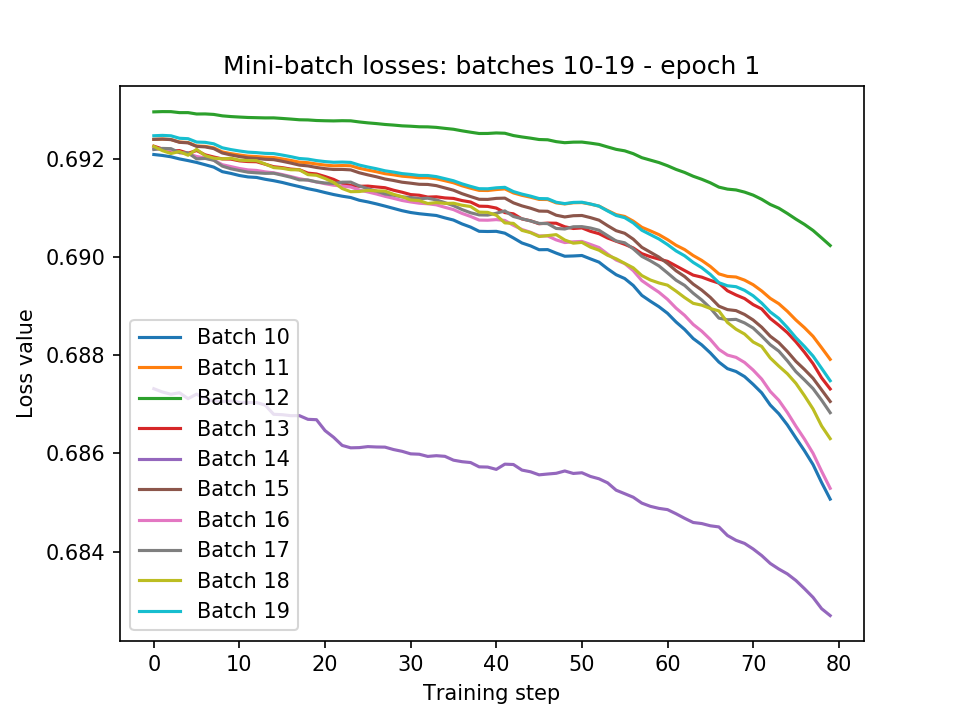 Mini-batch losses: batches 10-19 - epoch 1
Loss value
0.692
0.690
0.688
0.686
0.684
Batch 10
Batch 11
Batch 12
Batch 13
Batch 14
Batch 15
Batch 16
Batch 17
Batch 18
Batch 19
0 10 20 30 40 50 60 70 80
Training step